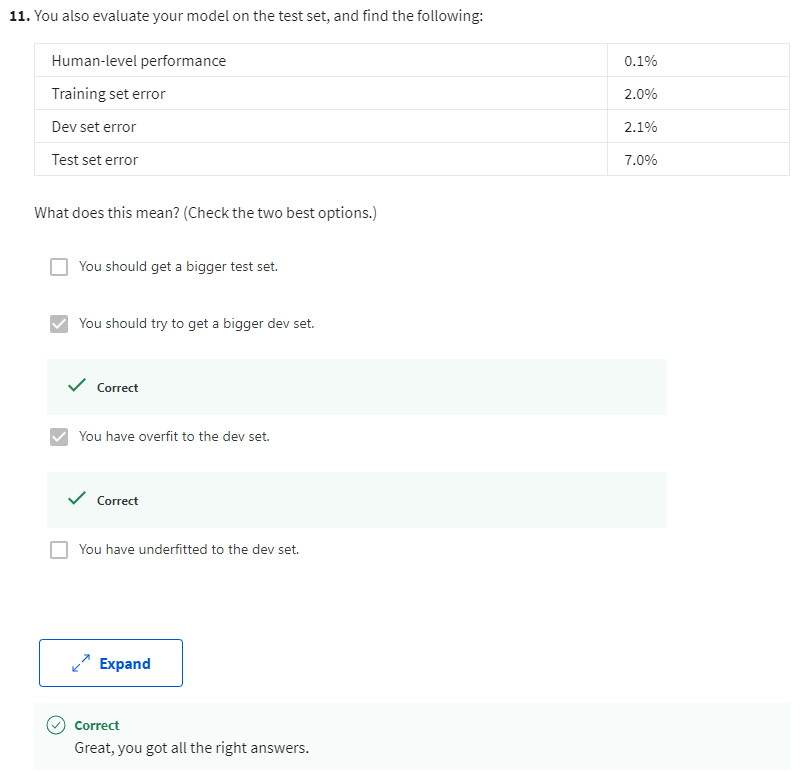 11. You also evaluate your model on the test set, and find the following:
Human-level performance 0.1%
Training set error 2.0%
Dev set error 2.1%
Test set error 7.0%
What does this mean? (Check the two best options.)
You should get a bigger test set.
You should try to get a bigger dev set.
Correct
You have overfit to the dev set.
Correct
You have underfitted to the dev set.
Expand
Correct
Great, you got all the right answers.